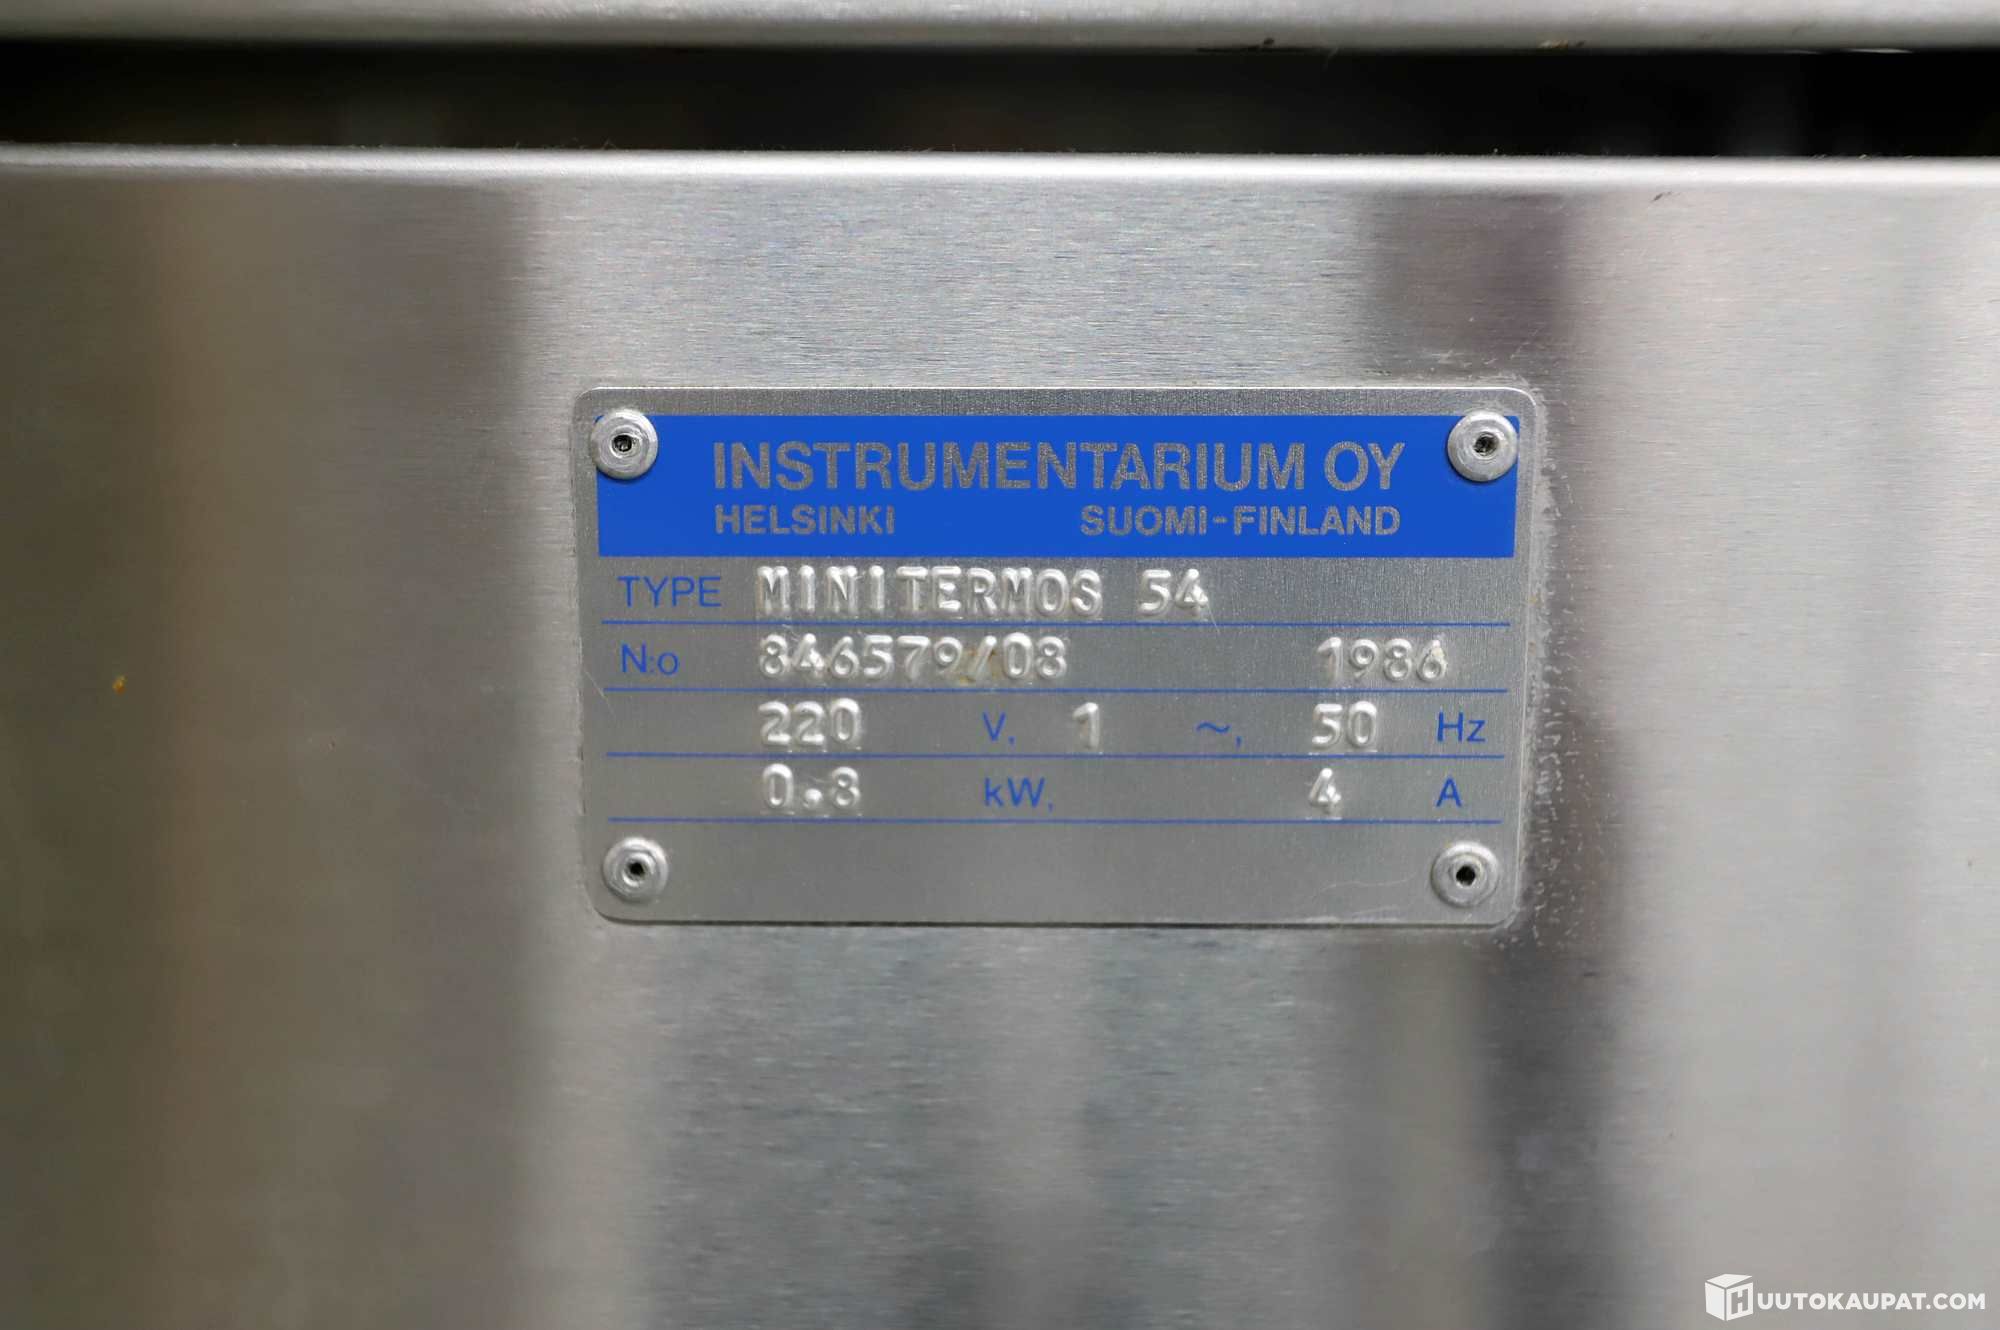 INSTRUMENTARIUM OY
HELSINKI SUOMI-FINLAND
TYPE MINITERMOS 54
N:o 846579/08 1986
220 V, 1 ~, 50 Hz
0.8 kW, 4 A
HUUTOKAUPAT.COM